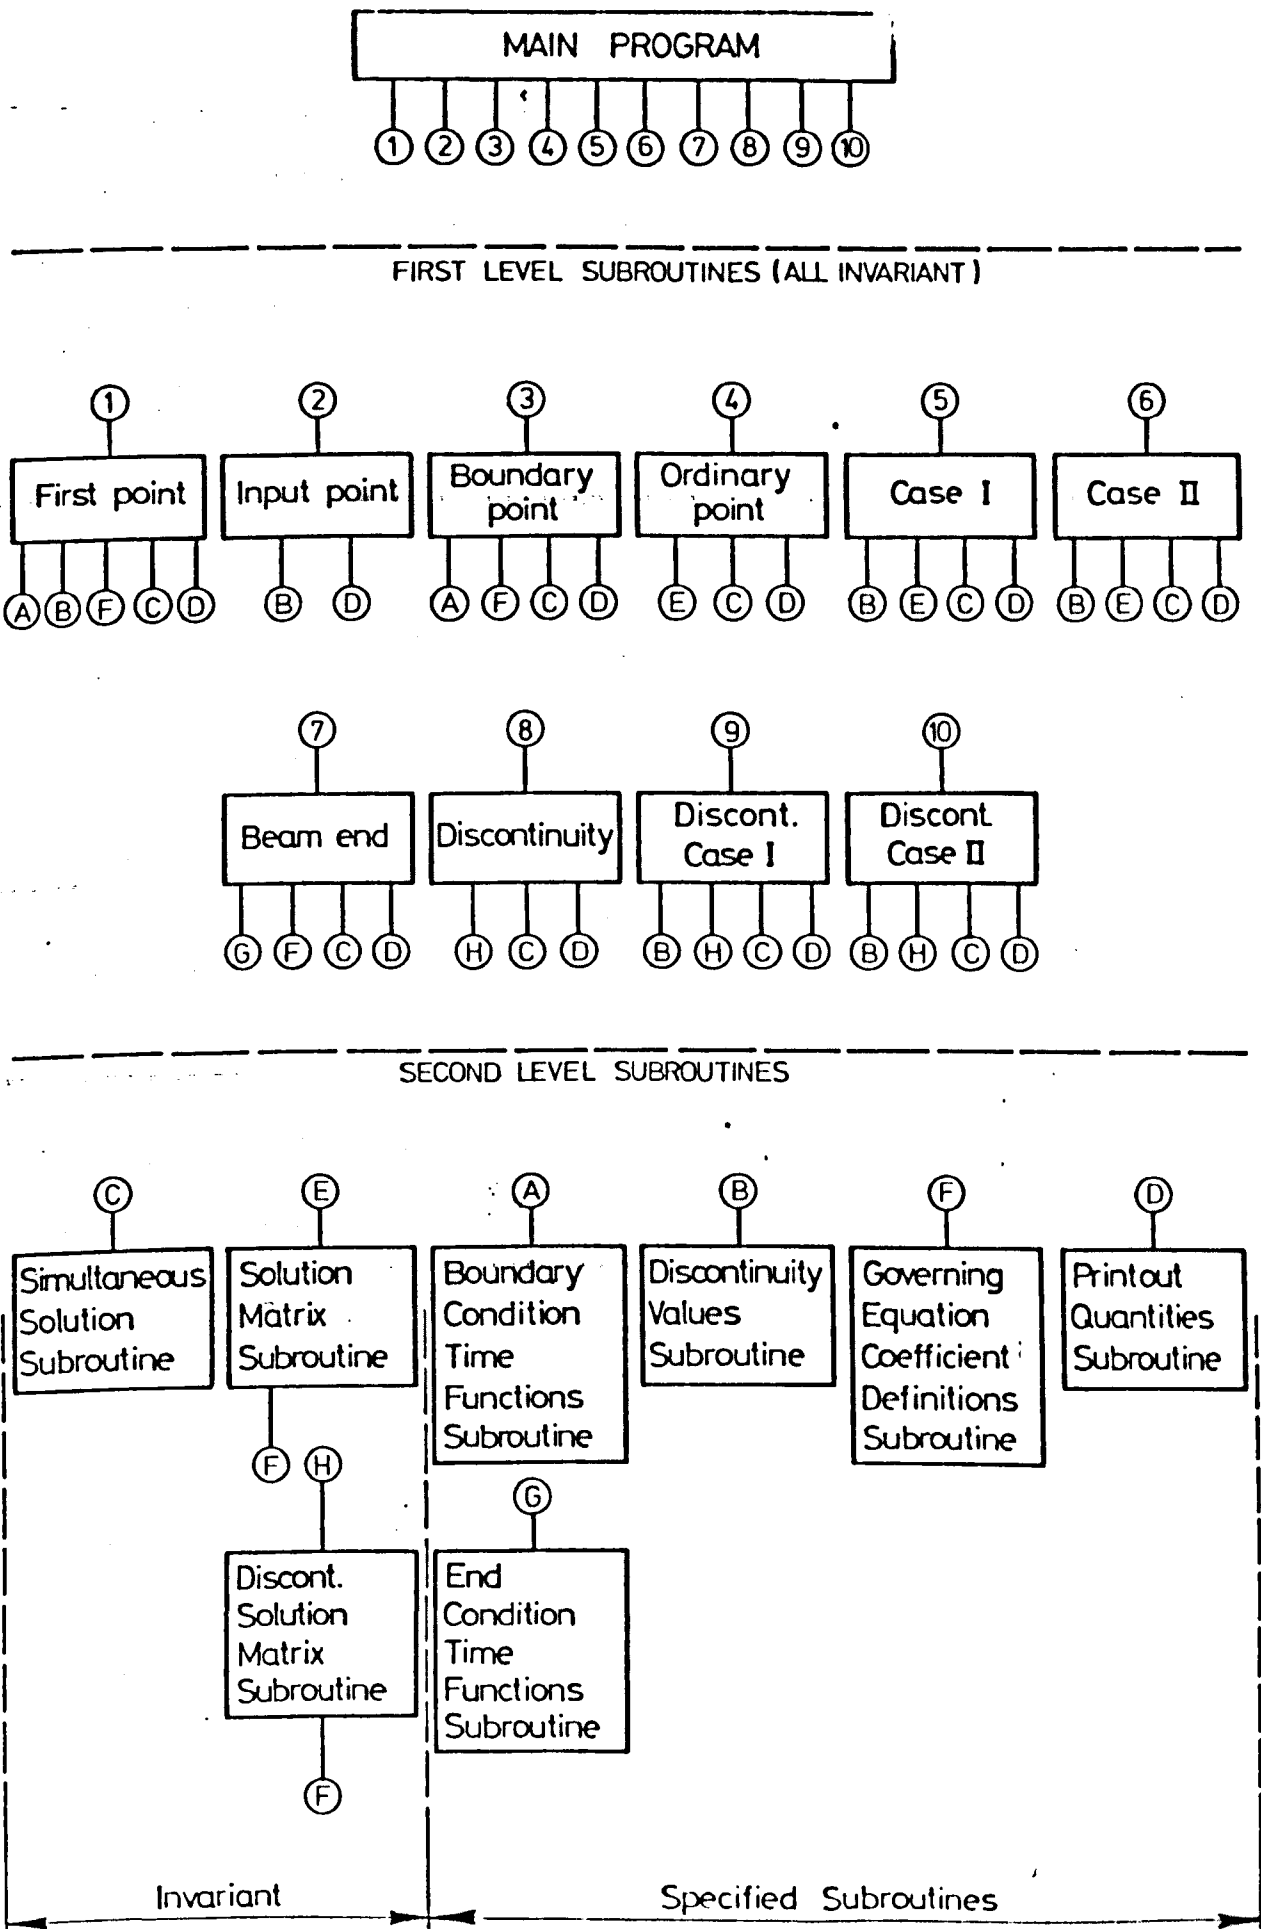 MAIN PROGRAM
1 2 3 4 5 6 7 8 9 10
FIRST LEVEL SUBROUTINES (ALL INVARIANT)
1 2 3 4 5 6
First point
Input point
Boundary
point
Ordinary
point
Case I
Case II
A B F C D
B D
A F C D
E C D
B E C D
B E C D
7 8 9 10
Beam end
Discontinuity
Discont.
Case I
Discont
Case II
G F C D
H C D
B H C D
B H C D
SECOND LEVEL SUBROUTINES
C E A B F D
Simultaneous
Solution
Subroutine
Solution
Matrix
Subroutine
Boundary
Condition
Time
Functions
Subroutine
Discontinuity
Values
Subroutine
Governing
Equation
Coefficient
Definitions
Subroutine
Printout
Quantities
Subroutine
F H
G
Discont.
Solution
Matrix
Subroutine
End
Condition
Time
Functions
Subroutine
F
Invariant
Specified Subroutines